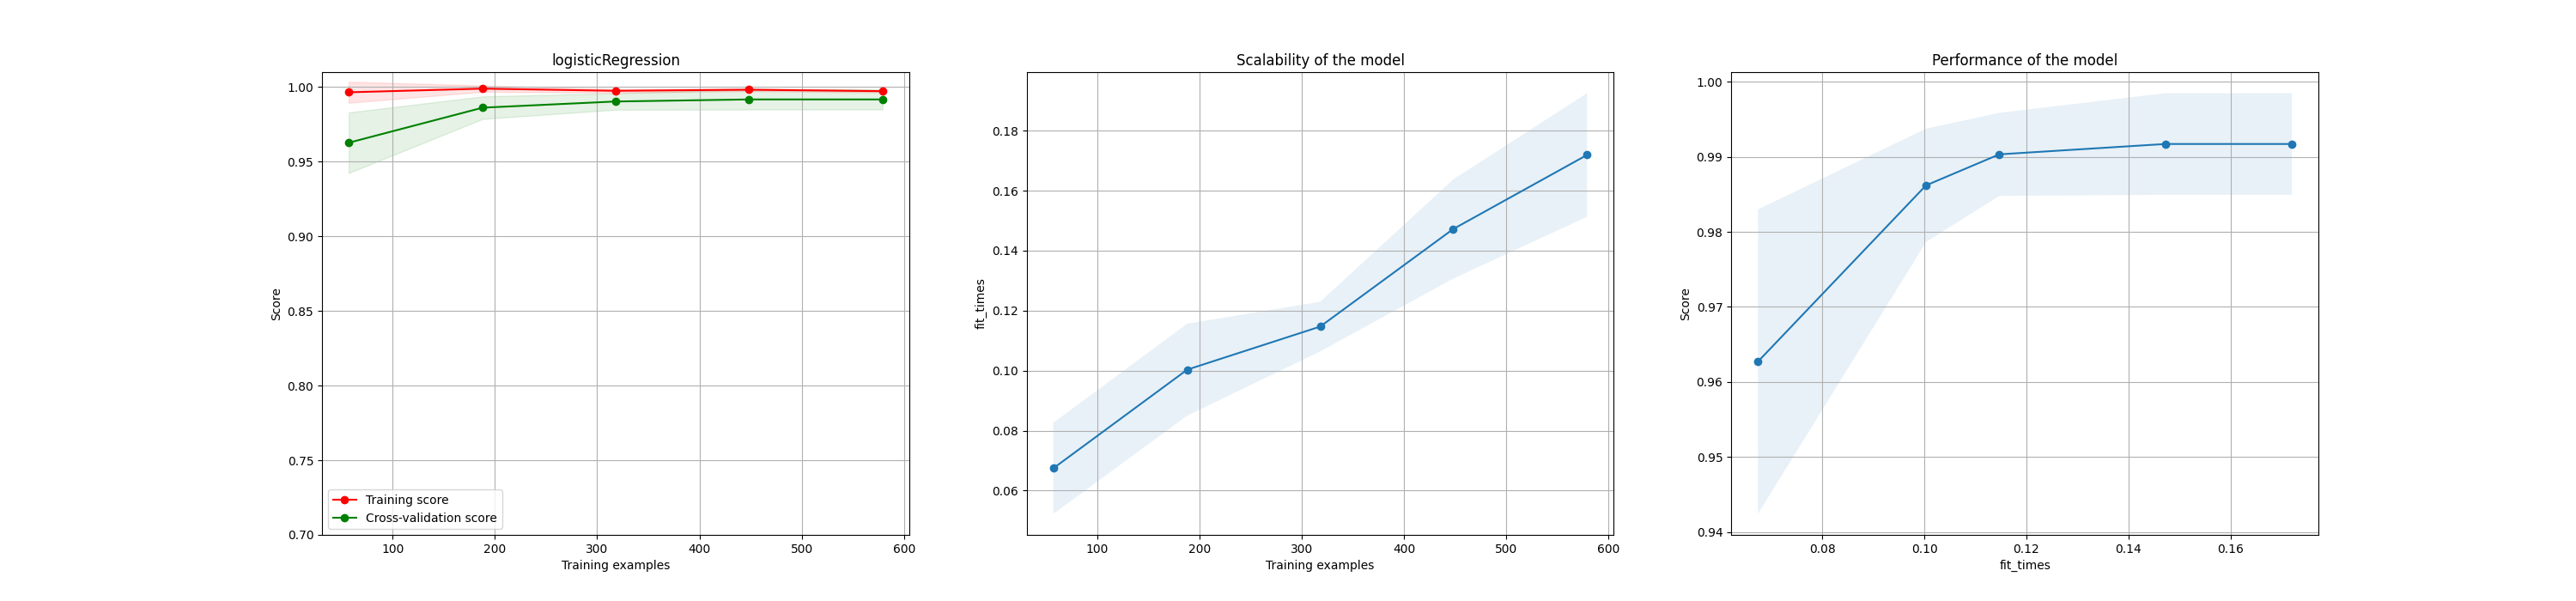 logisticRegression
1.00
0.95
0.90
0.85
0.80
0.75
0.70
Score
Training score
Cross-validation score
100 200 300 400 500 600
Training examples
Scalability of the model
0.18
0.16
0.14
0.12
0.10
0.08
0.06
fit_times
100 200 300 400 500 600
Training examples
Performance of the model
1.00
0.99
0.98
0.97
0.96
0.95
0.94
Score
0.08 0.10 0.12 0.14 0.16
fit_times